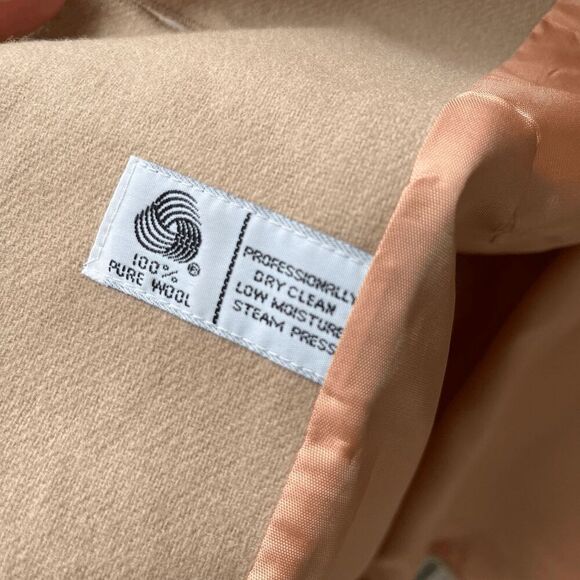 100%
PURE WOOL
®
PROFESSIONALLY
DRY CLEAN
LOW MOISTURE
STEAM PRESS